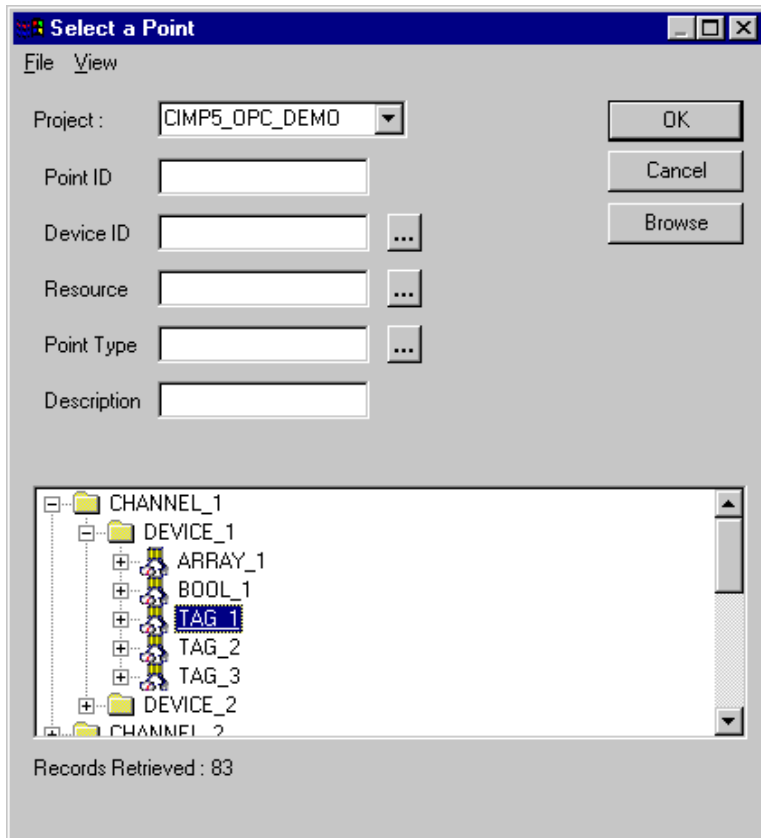 Select a Point
File View
Project : CIMP5_OPC_DEMO OK
Point ID Cancel
Device ID ... Browse
Resource ...
Point Type ...
Description
CHANNEL_1
DEVICE_1
ARRAY_1
BOOL_1
TAG_1
TAG_2
TAG_3
DEVICE_2
CHANNEL_2
Records Retrieved : 83